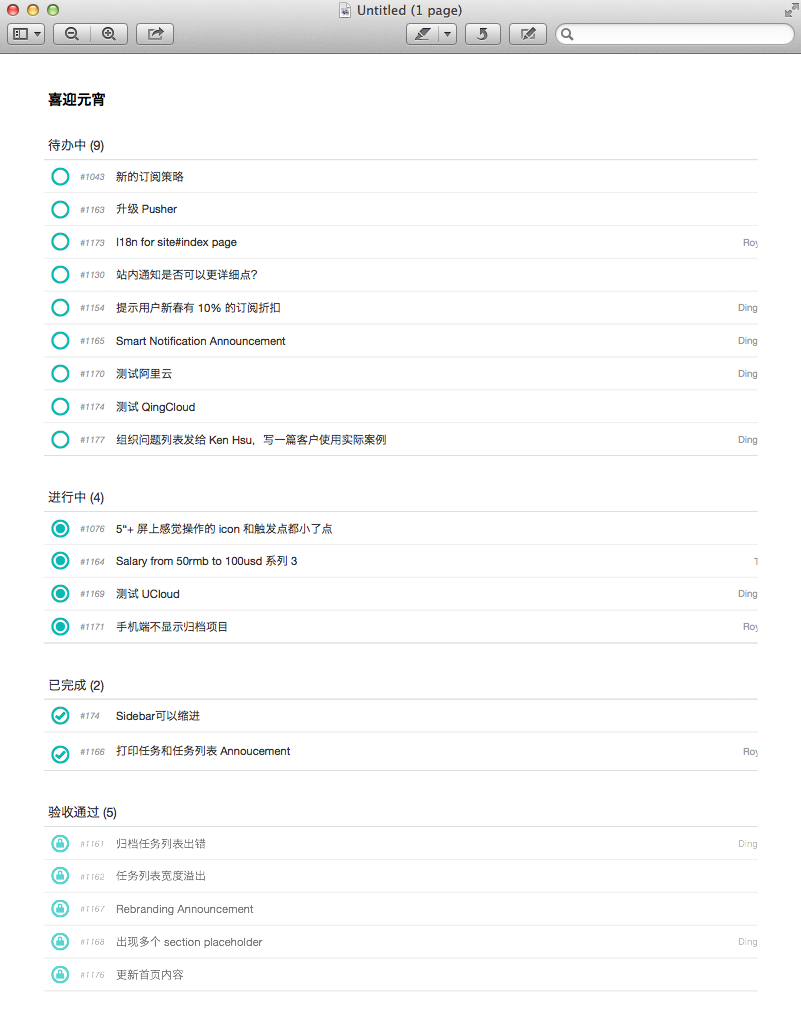 Untitled (1 page)
喜迎元宵
待办中 (9)
#1043 新的订阅策略
#1163 升级 Pusher
#1173 I18n for site#index page Roy
#1130 站内通知是否可以更详细点?
#1154 提示用户新春有 10% 的订阅折扣 Ding
#1165 Smart Notification Announcement Ding
#1170 测试阿里云 Ding
#1174 测试 QingCloud
#1177 组织问题列表发给 Ken Hsu，写一篇客户使用实际案例 Ding
进行中 (4)
#1076 5"+ 屏上感觉操作的 icon 和触发点都小了点
#1164 Salary from 50rmb to 100usd 系列 3
#1169 测试 UCloud Ding
#1171 手机端不显示归档项目 Roy
已完成 (2)
#174 Sidebar可以缩进
#1166 打印任务和任务列表 Annoucement Roy
验收通过 (5)
#1161 归档任务列表出错 Ding
#1162 任务列表宽度溢出
#1167 Rebranding Announcement
#1168 出现多个 section placeholder Ding
#1176 更新首页内容